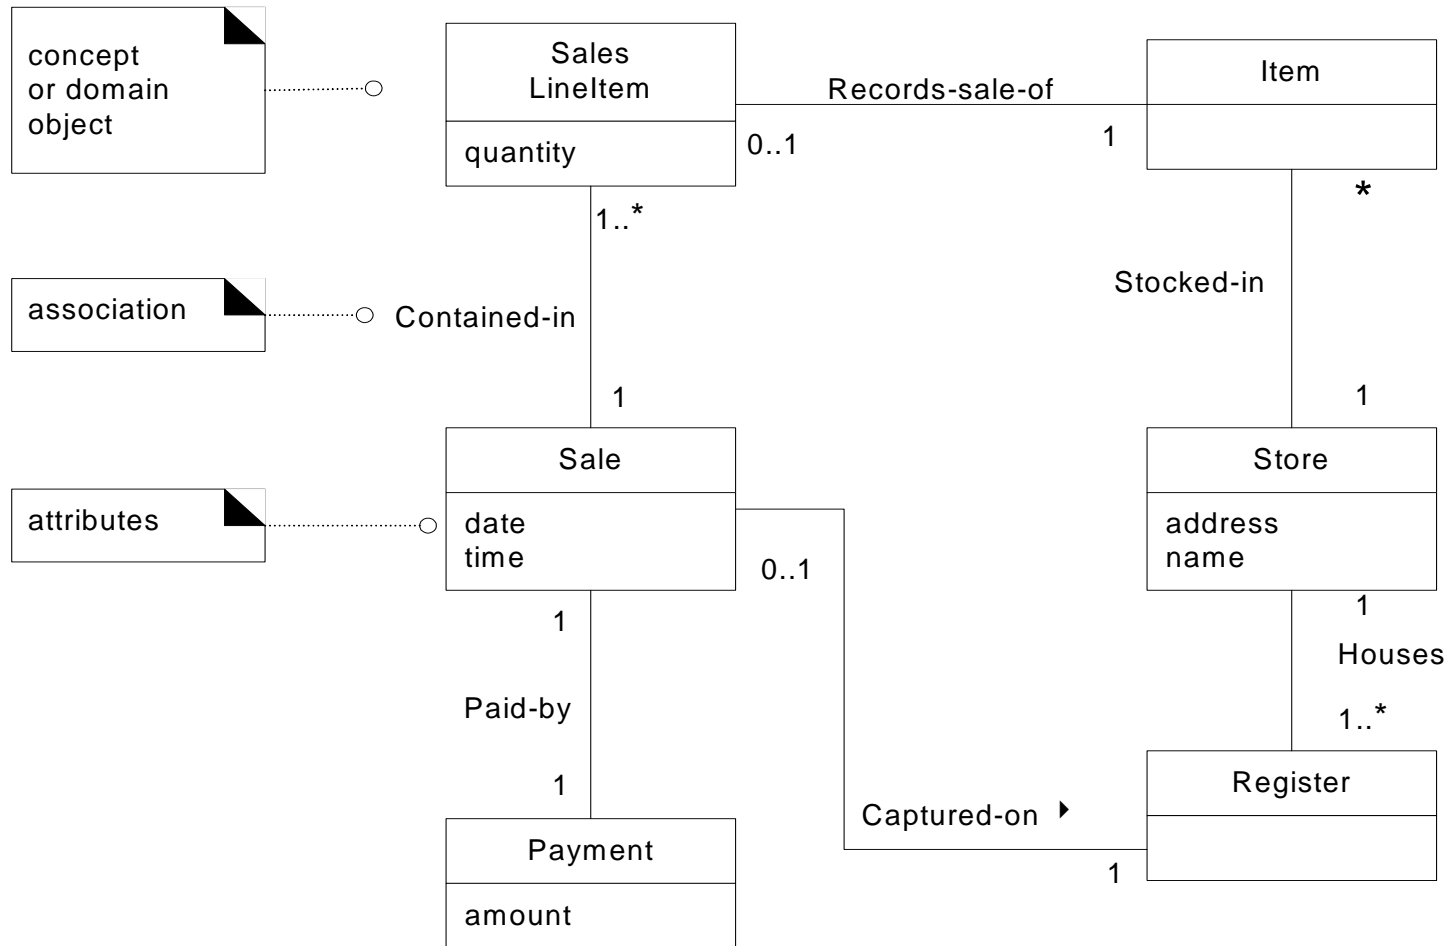 concept
or domain
object
Sales
LineItem
quantity
Records-sale-of
0..1
1
Item
*
1..*
Stocked-in
association
Contained-in
1
1
Sale
date
time
Store
address
name
attributes
0..1
1
1
Houses
Paid-by
1..*
1
Register
Captured-on
1
Payment
amount